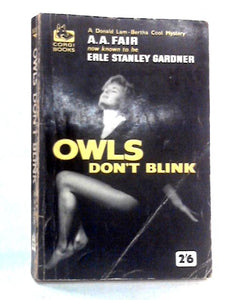 CORGI
BOOKS
A Donald Lam-Bertha Cool Mystery
A.A. FAIR
now known to be
ERLE STANLEY GARDNER
OWLS
DON'T BLINK
2'6
OWLS DON'T BLINK